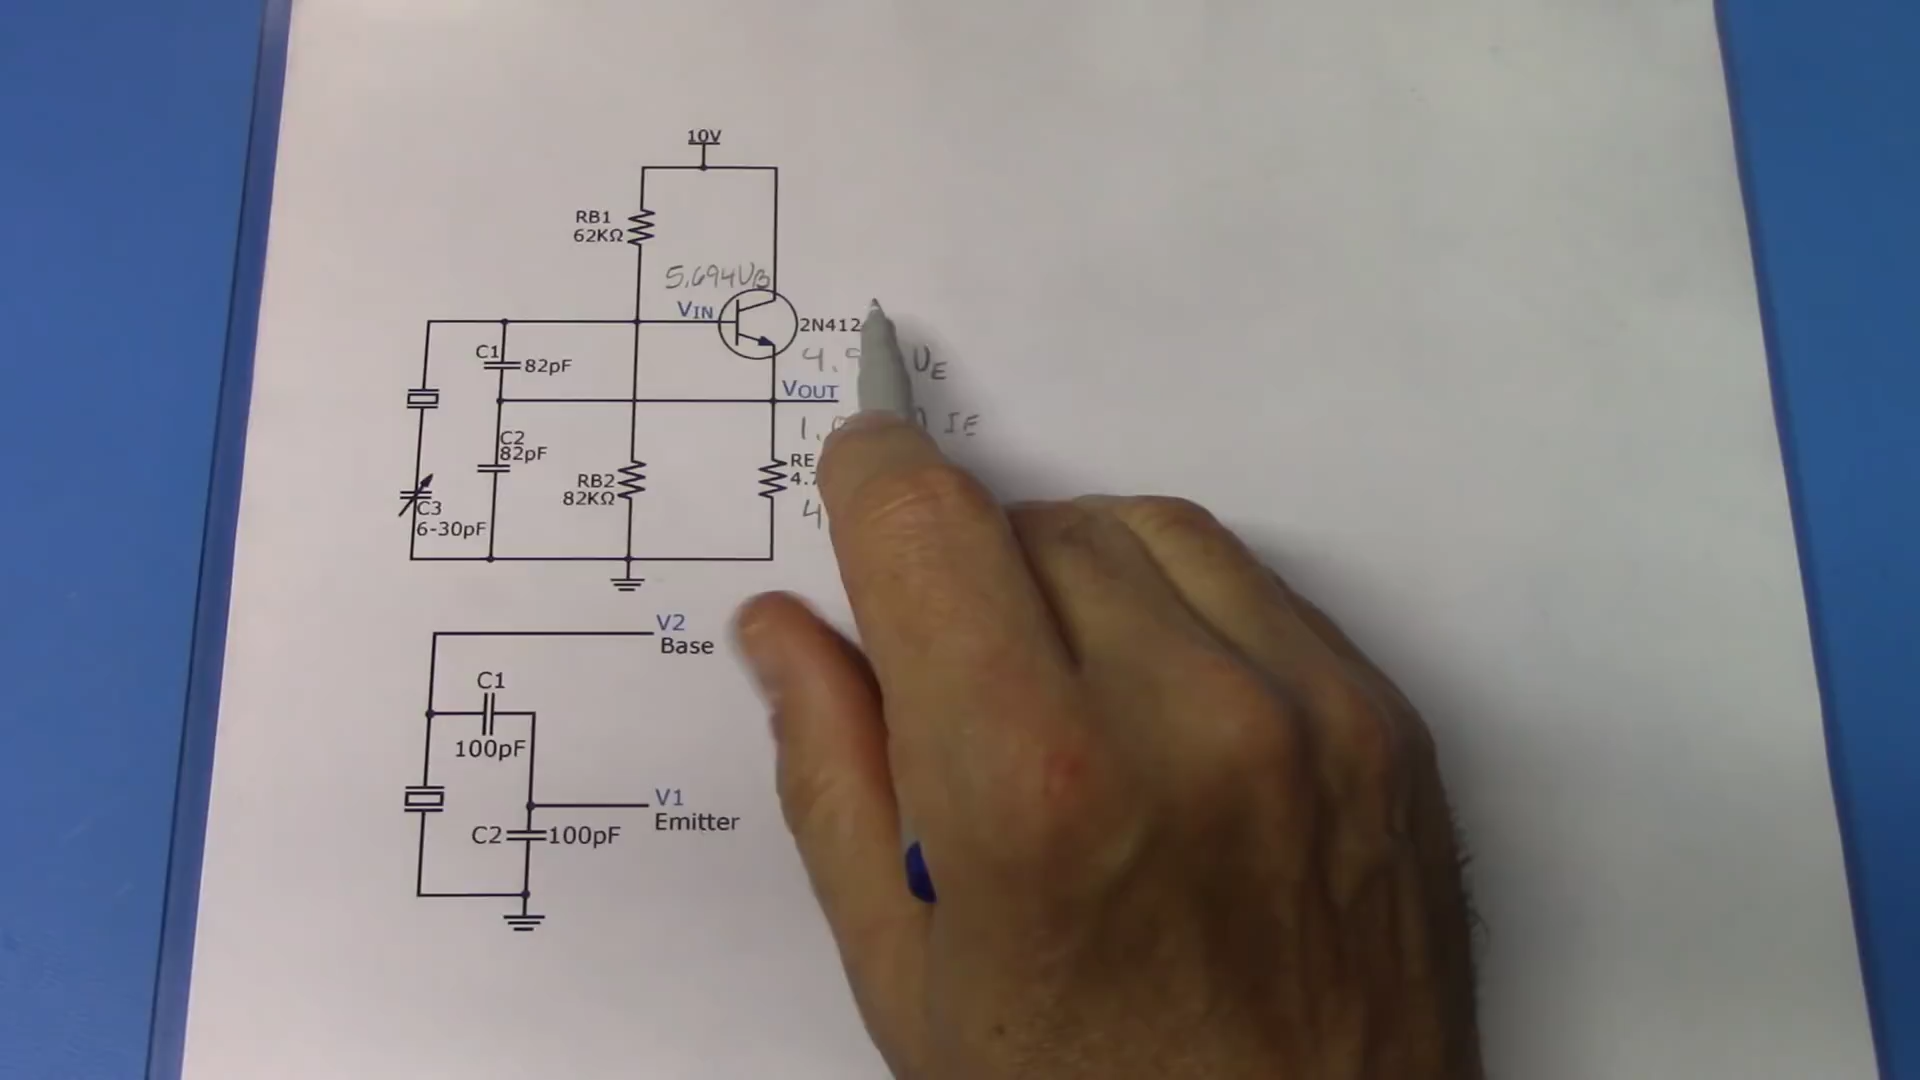 10V
RB1
62KΩ
5.694VB
VIN
2N412
C1
82pF
VE
VOUT
IE
C2
82pF
RE
RB2
82KΩ
C3
6-30pF
V2
Base
C1
100pF
V1
Emitter
C2
100pF